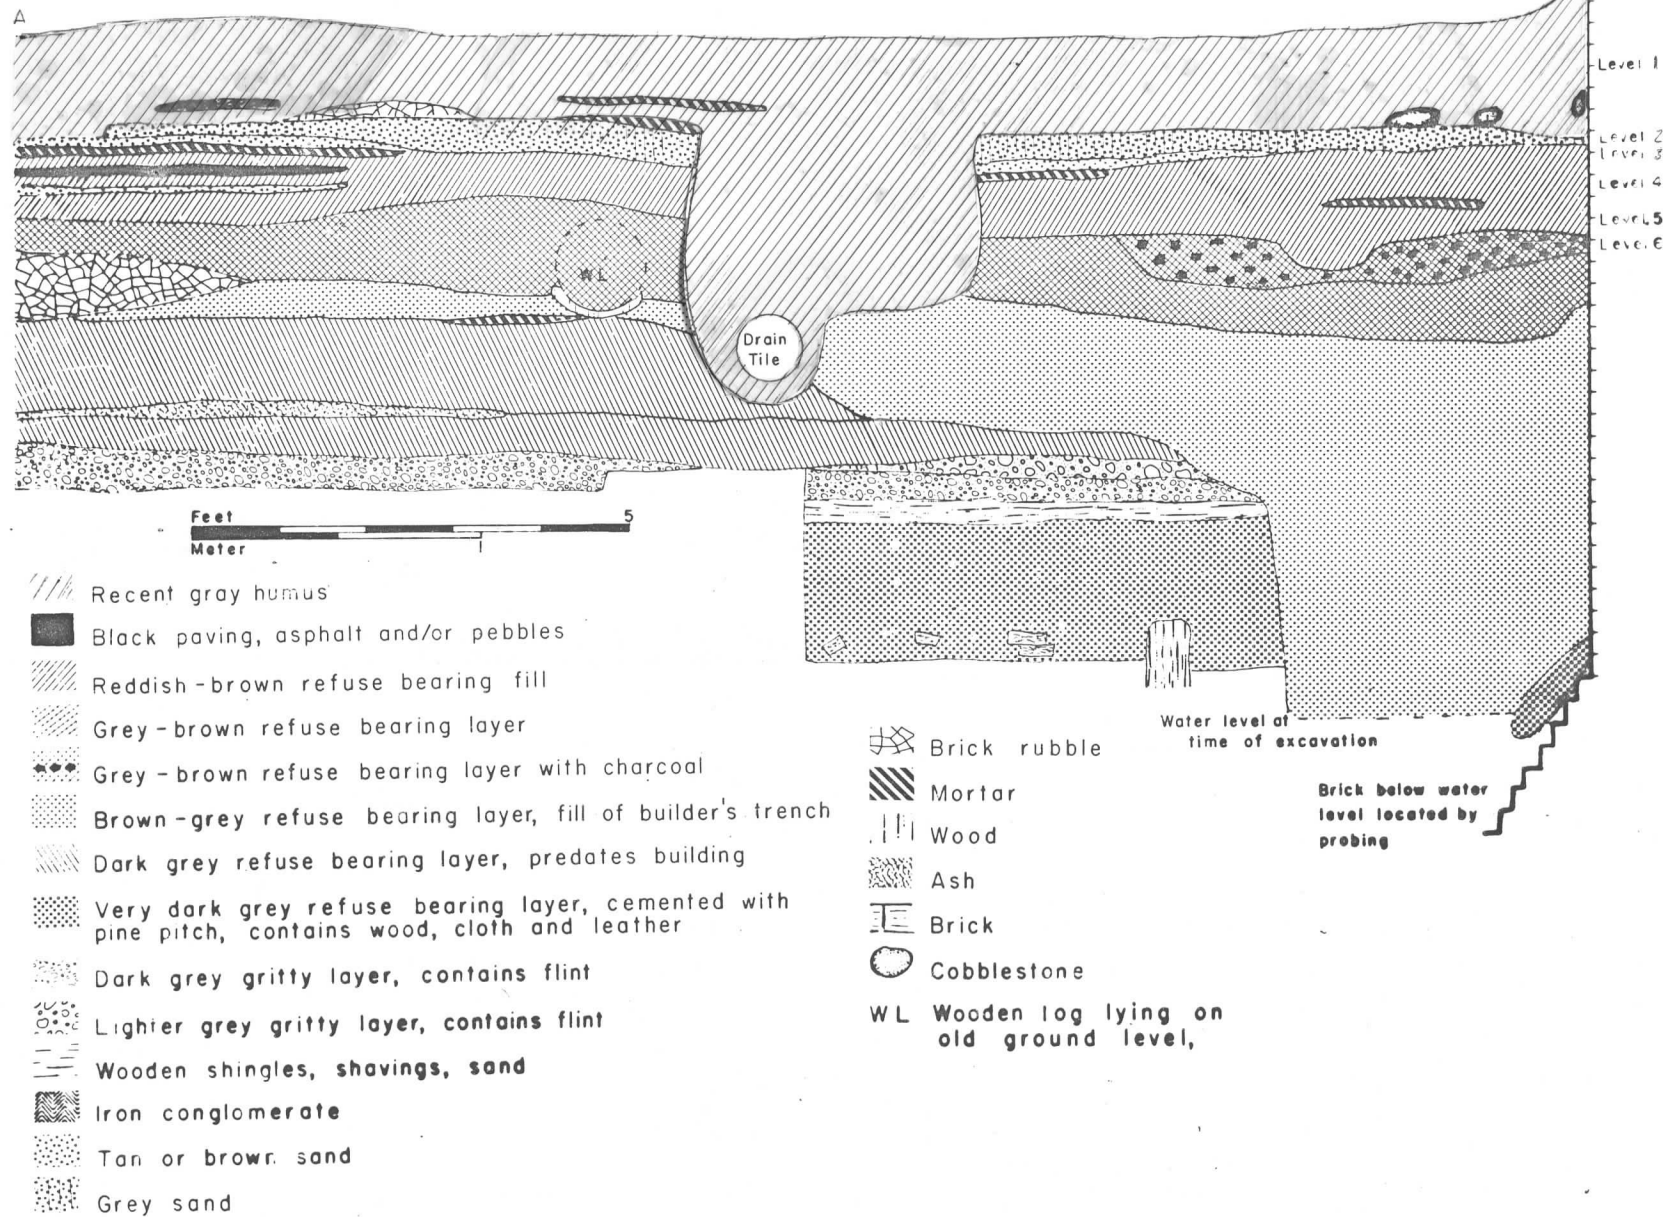 A
Level 1
Level 2
Level 3
Level 4
Level 5
Level 6
WL
Drain
Tile
Feet
5
Meter
1
Water level at
time of excavation
Brick below water
level located by
probing
Recent gray humus
Black paving, asphalt and/or pebbles
Reddish-brown refuse bearing fill
Grey-brown refuse bearing layer
Grey-brown refuse bearing layer with charcoal
Brown-grey refuse bearing layer, fill of builder's trench
Dark grey refuse bearing layer, predates building
Very dark grey refuse bearing layer, cemented with
pine pitch, contains wood, cloth and leather
Dark grey gritty layer, contains flint
Lighter grey gritty layer, contains flint
Wooden shingles, shavings, sand
Iron conglomerate
Tan or brown sand
Grey sand
Brick rubble
Mortar
Wood
Ash
Brick
Cobblestone
WL Wooden log lying on
old ground level,